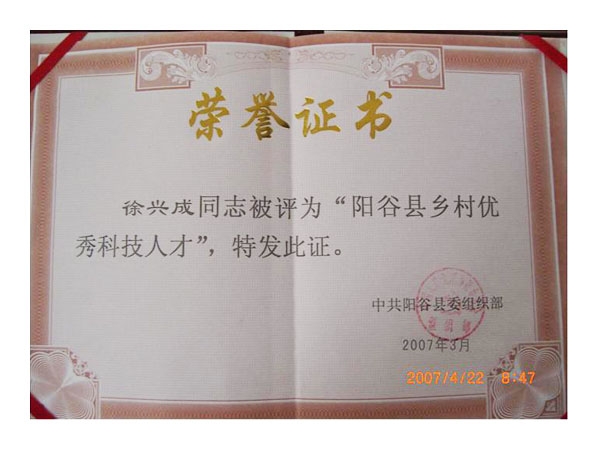 荣誉证书
徐兴成同志被评为“阳谷县乡村优
秀科技人才”，特发此证。
中共阳谷县委组织部
2007年3月
2007/4/22 8:47